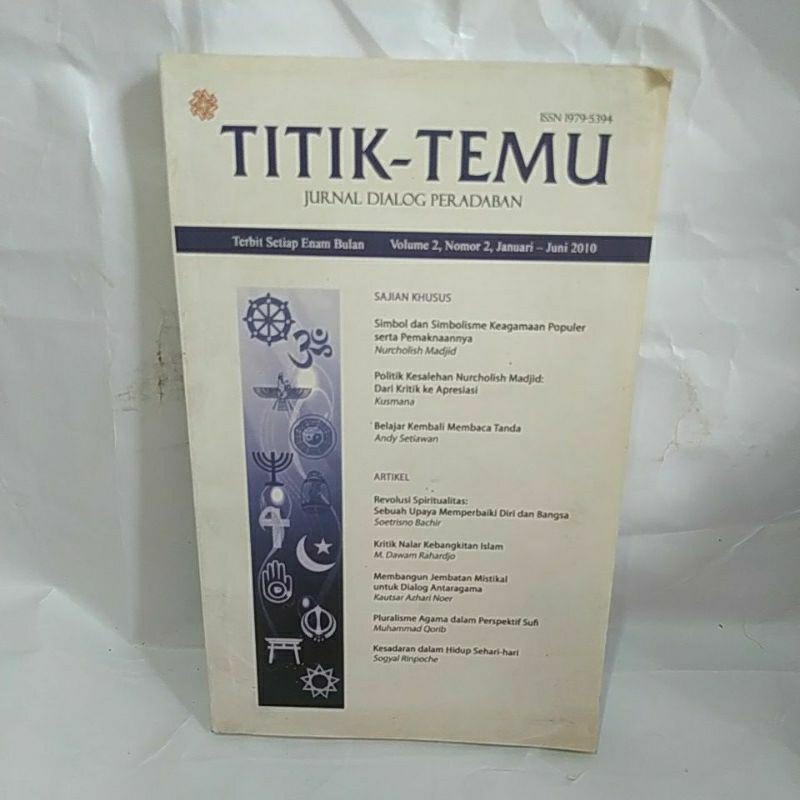 ISSN 1979-5394
TITIK-TEMU
JURNAL DIALOG PERADABAN
Terbit Setiap Enam Bulan Volume 2, Nomor 2, Januari – Juni 2010
SAJIAN KHUSUS
Simbol dan Simbolisme Keagamaan Populer
serta Pemaknaannya
Nurcholish Madjid
Politik Kesalehan Nurcholish Madjid:
Dari Kritik ke Apresiasi
Kusmana
Belajar Kembali Membaca Tanda
Andy Setiawan
ARTIKEL
Revolusi Spiritualitas:
Sebuah Upaya Memperbaiki Diri dan Bangsa
Soetrisno Bachir
Kritik Nalar Kebangkitan Islam
M. Dawam Rahardjo
Membangun Jembatan Mistikal
untuk Dialog Antaragama
Kautsar Azhari Noer
Pluralisme Agama dalam Perspektif Sufi
Muhammad Qorib
Kesadaran dalam Hidup Sehari-hari
Sogyal Rinpoche